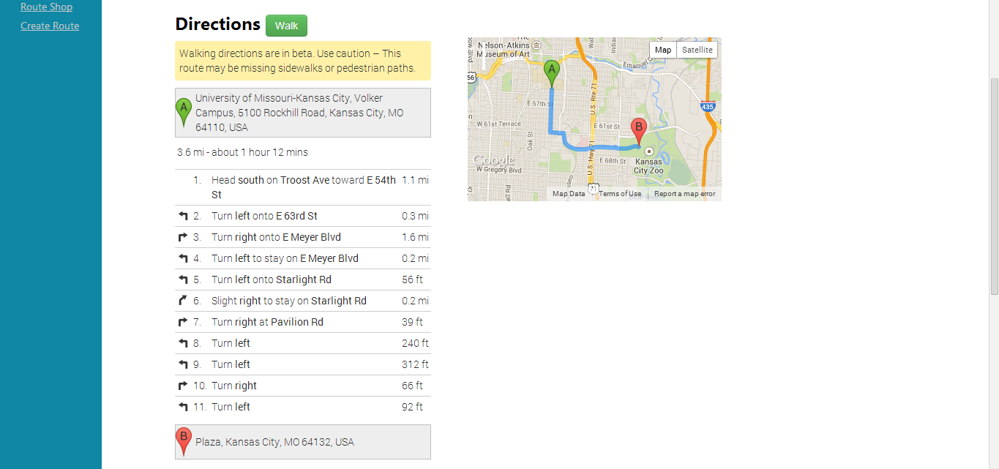 Route Shop
Create Route
Directions Walk
Walking directions are in beta. Use caution – This
route may be missing sidewalks or pedestrian paths.
A
University of Missouri-Kansas City, Volker
Campus, 5100 Rockhill Road, Kansas City, MO
64110, USA
3.6 mi - about 1 hour 12 mins
1. Head south on Troost Ave toward E 54th 1.1 mi
St
2. Turn left onto E 63rd St 0.3 mi
3. Turn right onto E Meyer Blvd 1.6 mi
4. Turn left to stay on E Meyer Blvd 0.2 mi
5. Turn left onto Starlight Rd 56 ft
6. Slight right to stay on Starlight Rd 0.2 mi
7. Turn right at Pavilion Rd 39 ft
8. Turn left 240 ft
9. Turn left 312 ft
10. Turn right 66 ft
11. Turn left 92 ft
B
Plaza, Kansas City, MO 64132, USA
Nelson-Atkins
Museum of Art
Map Satellite
Emanuel
A
56
E 57th St
U.S. Rte 71
435
W 61st Terrace
E 61st St
B
Oak St
U.S. Hwy 71
Google
E 68th St
Kansas
City Zoo
W Gregory Blvd
71
Map Data Terms of Use Report a map error